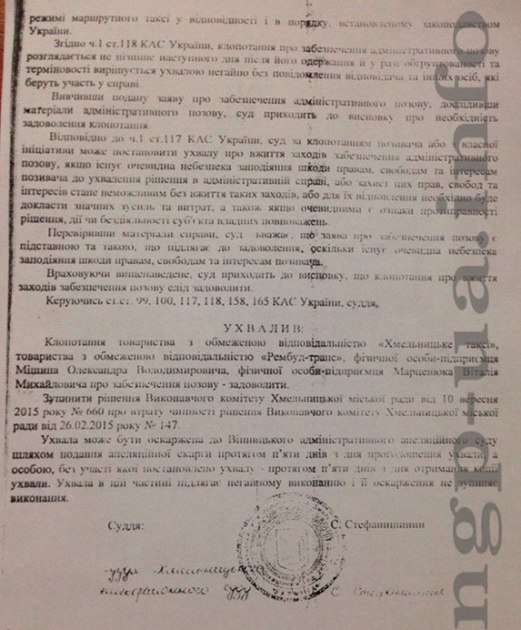 режимі маршрутного таксі у відповідності і в порядку, встановленому законодавством
України.
Згідно ч.1 ст.118 КАС України, клопотання про забезпечення адміністративного позову
розглядається не пізніше наступного дня після його одержання й у разі обґрунтованості та
терміновості вирішується ухвалою негайно без повідомлення відповідача та інших осіб, які
беруть участь у справі.
Вивчивши подану заяву про забезпечення адміністративного позову, дослідивши
матеріали адміністративного позову, суд приходить до висновку про необхідність
задоволення клопотання.
Відповідно до ч.1 ст.117 КАС України, суд за клопотанням позивача або з власної
ініціативи може постановити ухвалу про вжиття заходів забезпечення адміністративного
позову, якщо існує очевидна небезпека заподіяння шкоди правам, свободам та інтересам
позивача до ухвалення рішення в адміністративній справі, або захист цих прав, свобод та
інтересів стане неможливим без вжиття таких заходів, або для їх відновлення необхідно буде
докласти значних зусиль та витрат, а також якщо очевидними є ознаки протиправності
рішення, дії чи бездіяльності суб'єкта владних повноважень.
Перевіривши матеріали справи, суд вважає, що заява про забезпечення позову є
підставною та такою, що підлягає до задоволення, оскільки існує очевидна небезпека
заподіяння шкоди правам, свободам та інтересам позивача.
Враховуючи вищенаведене, суд приходить до висновку, що клопотання про вжиття
заходів забезпечення позову слід задоволити.
Керуючись ст.ст. 99, 100, 117, 118, 158, 165 КАС України, суддя,
УХВАЛИВ:
Клопотання товариства з обмеженою відповідальністю «Хмельницьке таксі»,
товариства з обмеженою відповідальністю «Рембуд-транс», фізичної особи-підприємця
Мішина Олександра Володимировича, фізичної особи-підприємця Марценюка Віталія
Михайловича про забезпечення позову - задоволити.
Зупинити рішення Виконавчого комітету Хмельницької міської ради від 10 вересня
2015 року № 660 про втрату чинності рішення Виконавчого комітету Хмельницької міської
ради від 26.02.2015 року № 147.
Ухвала може бути оскаржена до Вінницького адміністративного апеляційного суду
шляхом подання апеляційної скарги протягом п'яти днів з дня проголошення ухвали, а
особою, без участі якої постановлено ухвалу - протягом п'яти днів з дня отримання копії
ухвали. Ухвала в цій частині підлягає негайному виконанню і її оскарження не зупиняє
виконання.
Суддя: С. Стефанишин
ngp-ua.info